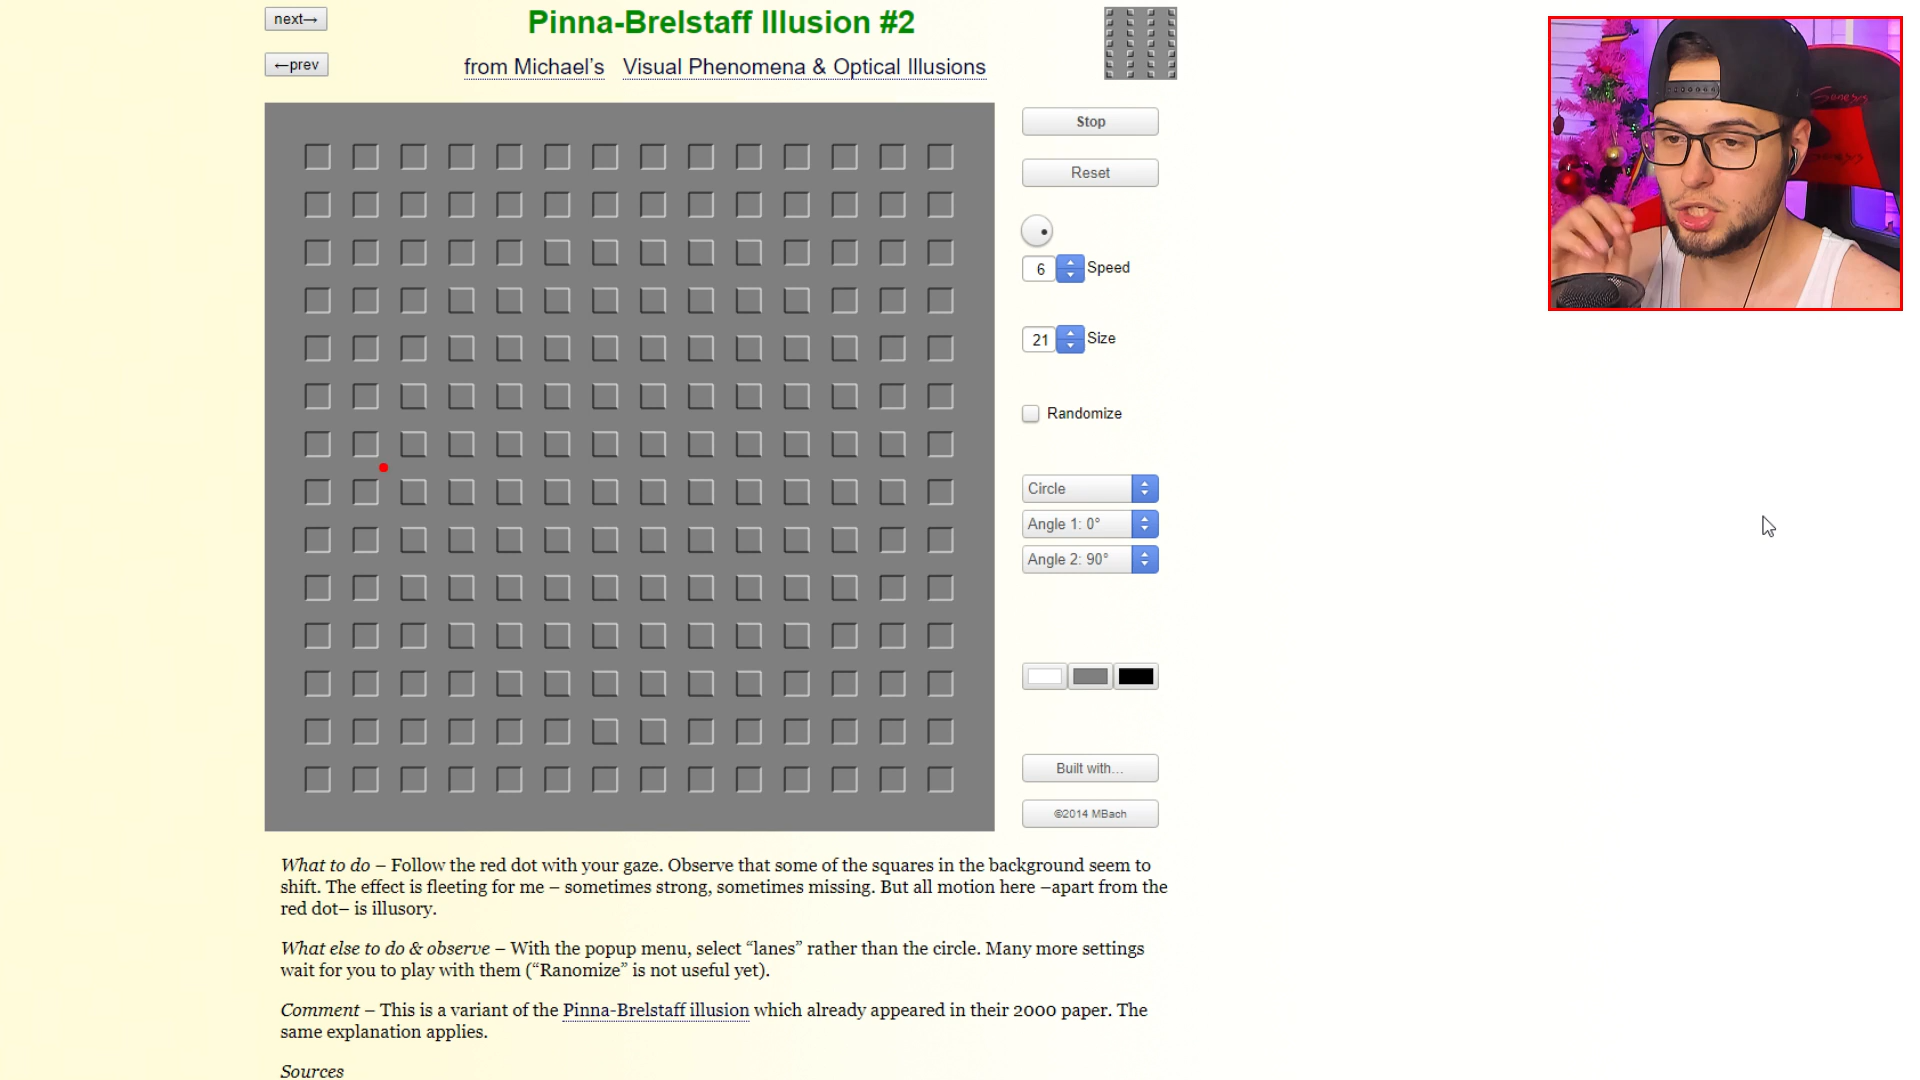 next→
Pinna-Brelstaff Illusion #2
←prev
from Michael's Visual Phenomena & Optical Illusions
Stop
Reset
6 Speed
21 Size
Randomize
Circle
Angle 1: 0°
Angle 2: 90°
Built with...
©2014 MBach
What to do – Follow the red dot with your gaze. Observe that some of the squares in the background seem to
shift. The effect is fleeting for me – sometimes strong, sometimes missing. But all motion here –apart from the
red dot– is illusory.
What else to do & observe – With the popup menu, select “lanes” rather than the circle. Many more settings
wait for you to play with them (“Ranomize” is not useful yet).
Comment – This is a variant of the Pinna-Brelstaff illusion which already appeared in their 2000 paper. The
same explanation applies.
Sources